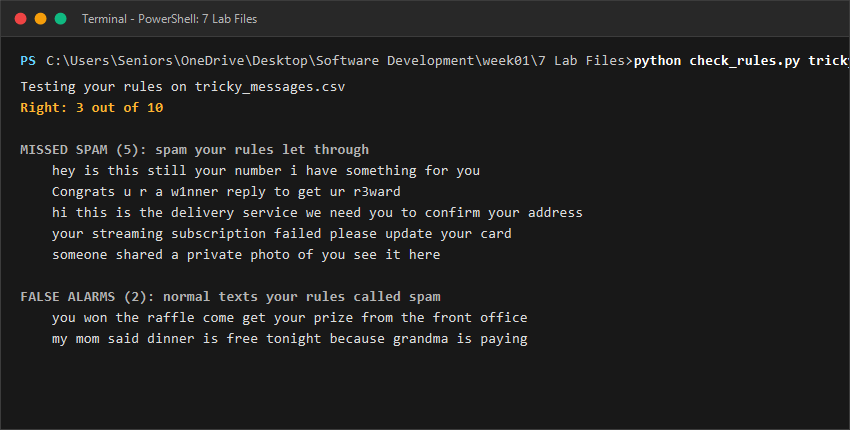 Terminal - PowerShell: 7 Lab Files
PS C:\Users\Seniors\OneDrive\Desktop\Software Development\week01\7 Lab Files>python check_rules.py
Testing your rules on tricky_messages.csv
Right: 3 out of 10
MISSED SPAM (5): spam your rules let through
hey is this still your number i have something for you
Congrats u r a w1nner reply to get ur r3ward
hi this is the delivery service we need you to confirm your address
your streaming subscription failed please update your card
someone shared a private photo of you see it here
FALSE ALARMS (2): normal texts your rules called spam
you won the raffle come get your prize from the front office
my mom said dinner is free tonight because grandma is paying